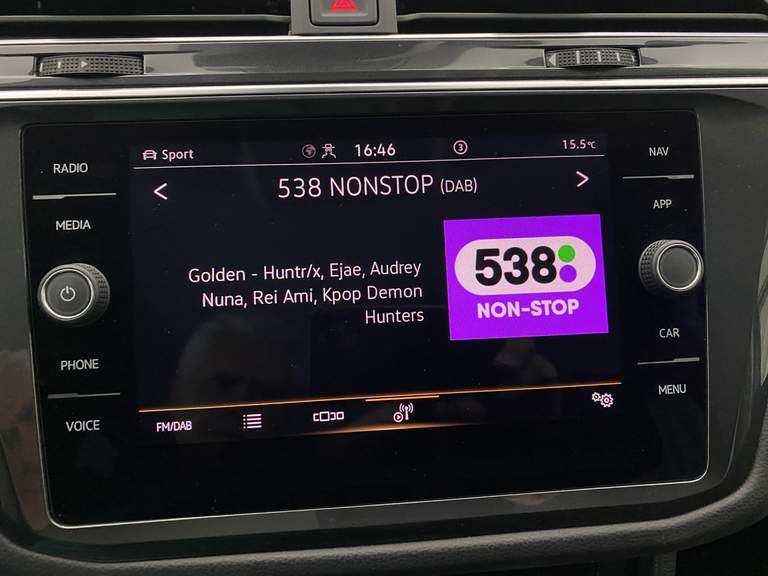 RADIO
MEDIA
PHONE
VOICE
Sport
16:46
3
15.5°C
538 NONSTOP (DAB)
Golden - Huntr/x, Ejae, Audrey
Nuna, Rei Ami, Kpop Demon
Hunters
538
NON-STOP
FM/DAB
NAV
APP
CAR
MENU